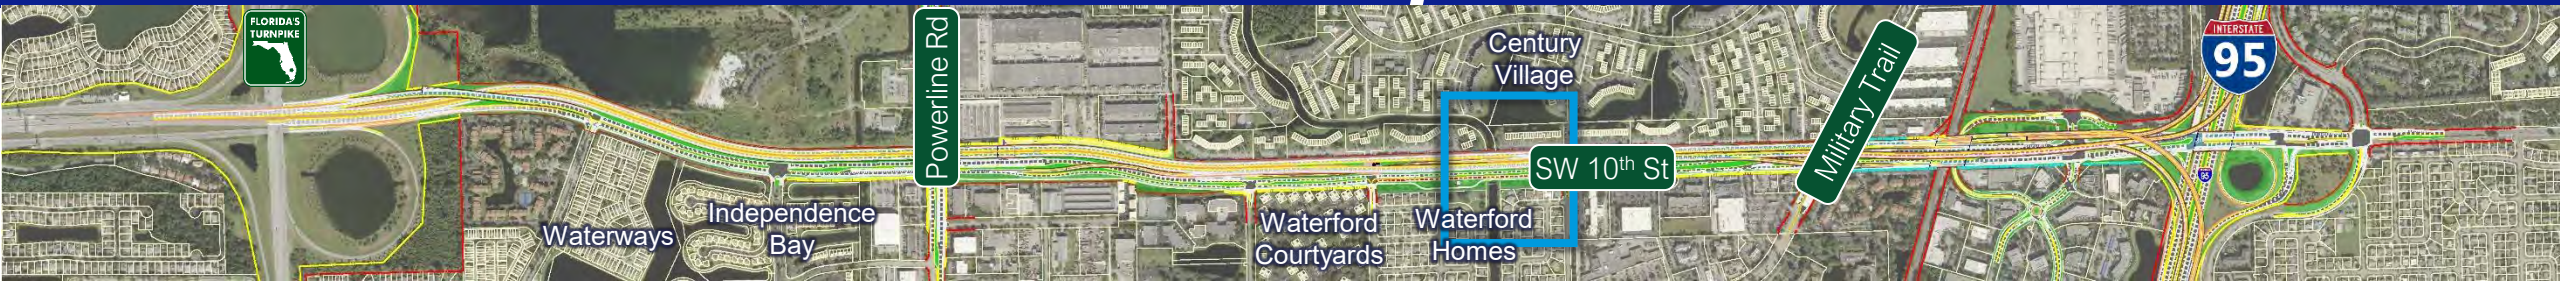 FLORIDA'S
TURNPIKE
Powerline Rd
Century
Village
Military Trail
INTERSTATE
95
SW 10th St
Independence
Bay
Waterways
Waterford
Courtyards
Waterford
Homes
95